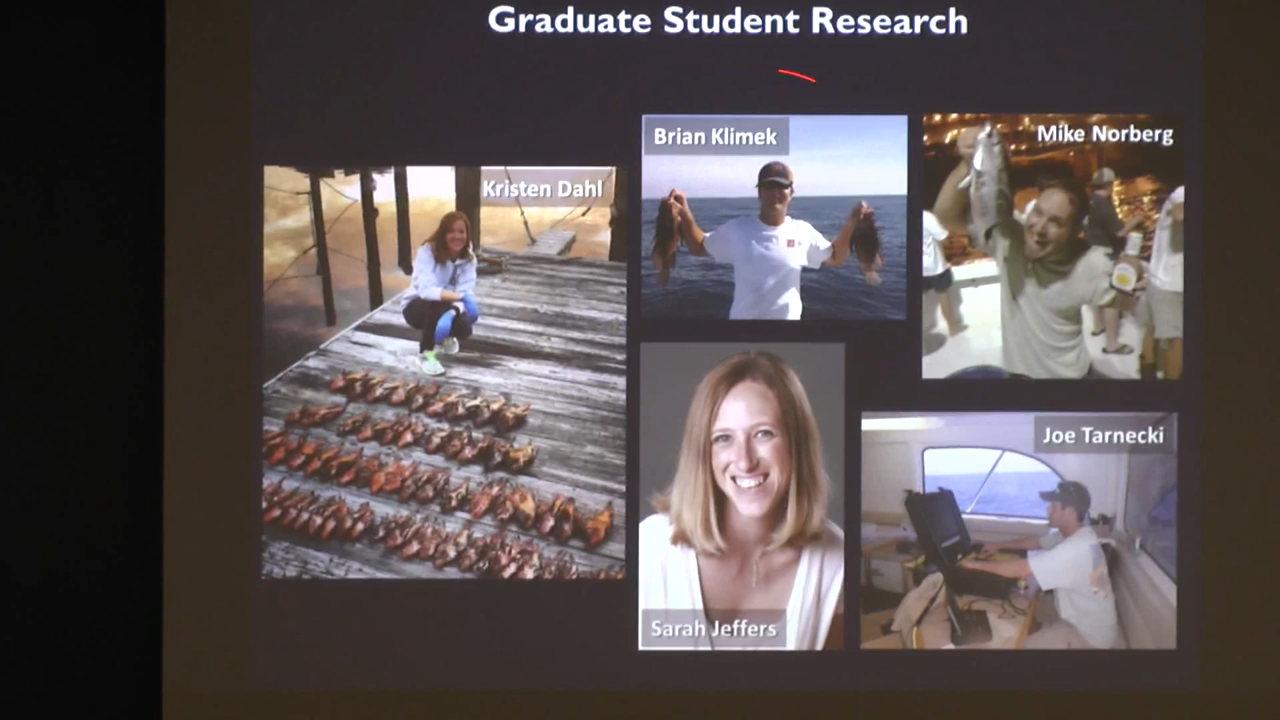 Graduate Student Research
Brian Klimek
Mike Norberg
Kristen Dahl
Joe Tarnecki
Sarah Jeffers